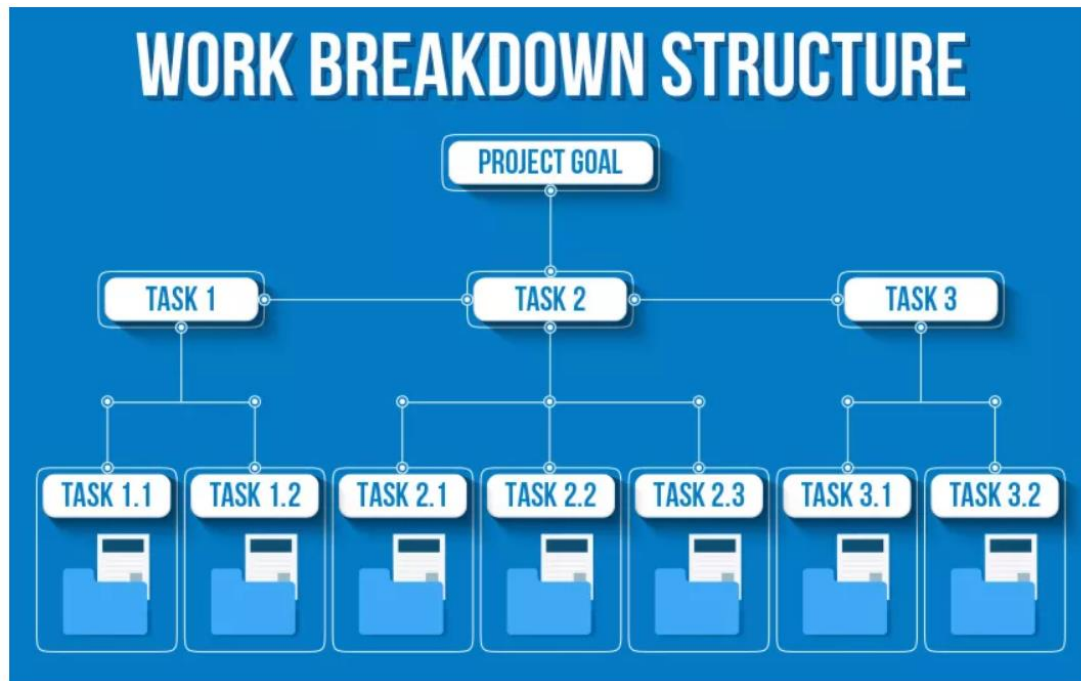 WORK BREAKDOWN STRUCTURE
PROJECT GOAL
TASK 1
TASK 2
TASK 3
TASK 1.1
TASK 1.2
TASK 2.1
TASK 2.2
TASK 2.3
TASK 3.1
TASK 3.2